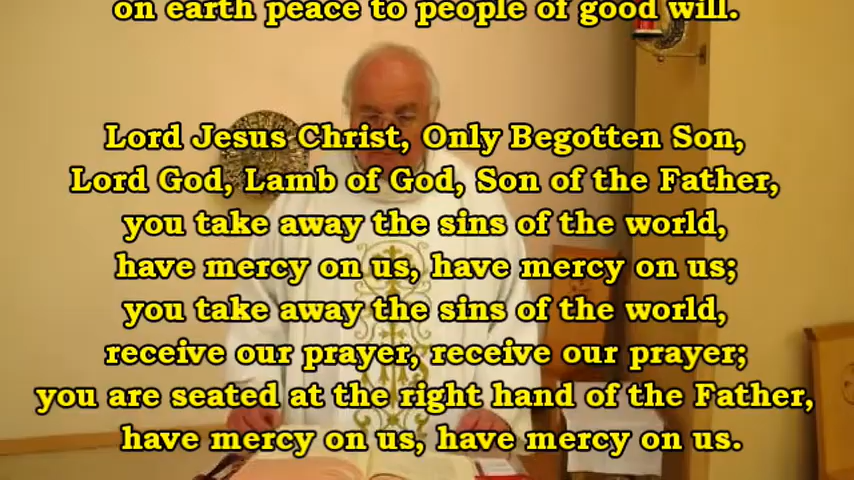 on earth peace to people of good will.
Lord Jesus Christ, Only Begotten Son,
Lord God, Lamb of God, Son of the Father,
you take away the sins of the world,
have mercy on us, have mercy on us;
you take away the sins of the world,
receive our prayer, receive our prayer;
you are seated at the right hand of the Father,
have mercy on us, have mercy on us.